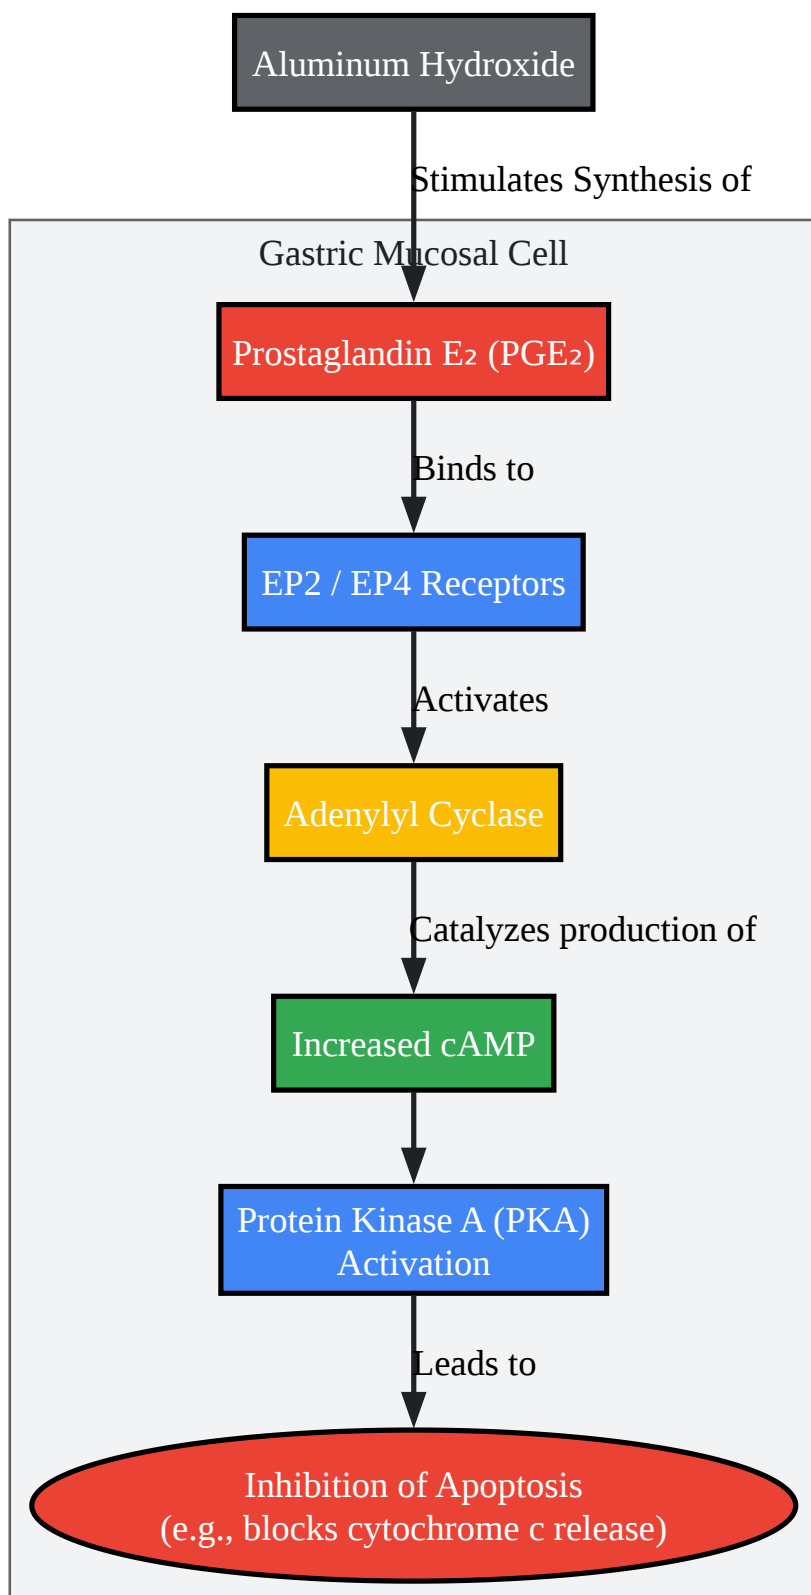 Aluminum Hydroxide
Stimulates Synthesis of
Gastric Mucosal Cell
Prostaglandin E₂ (PGE₂)
Binds to
EP2 / EP4 Receptors
Activates
Adenylyl Cyclase
Catalyzes production of
Increased cAMP
Protein Kinase A (PKA)
Activation
Leads to
Inhibition of Apoptosis
(e.g., blocks cytochrome c release)